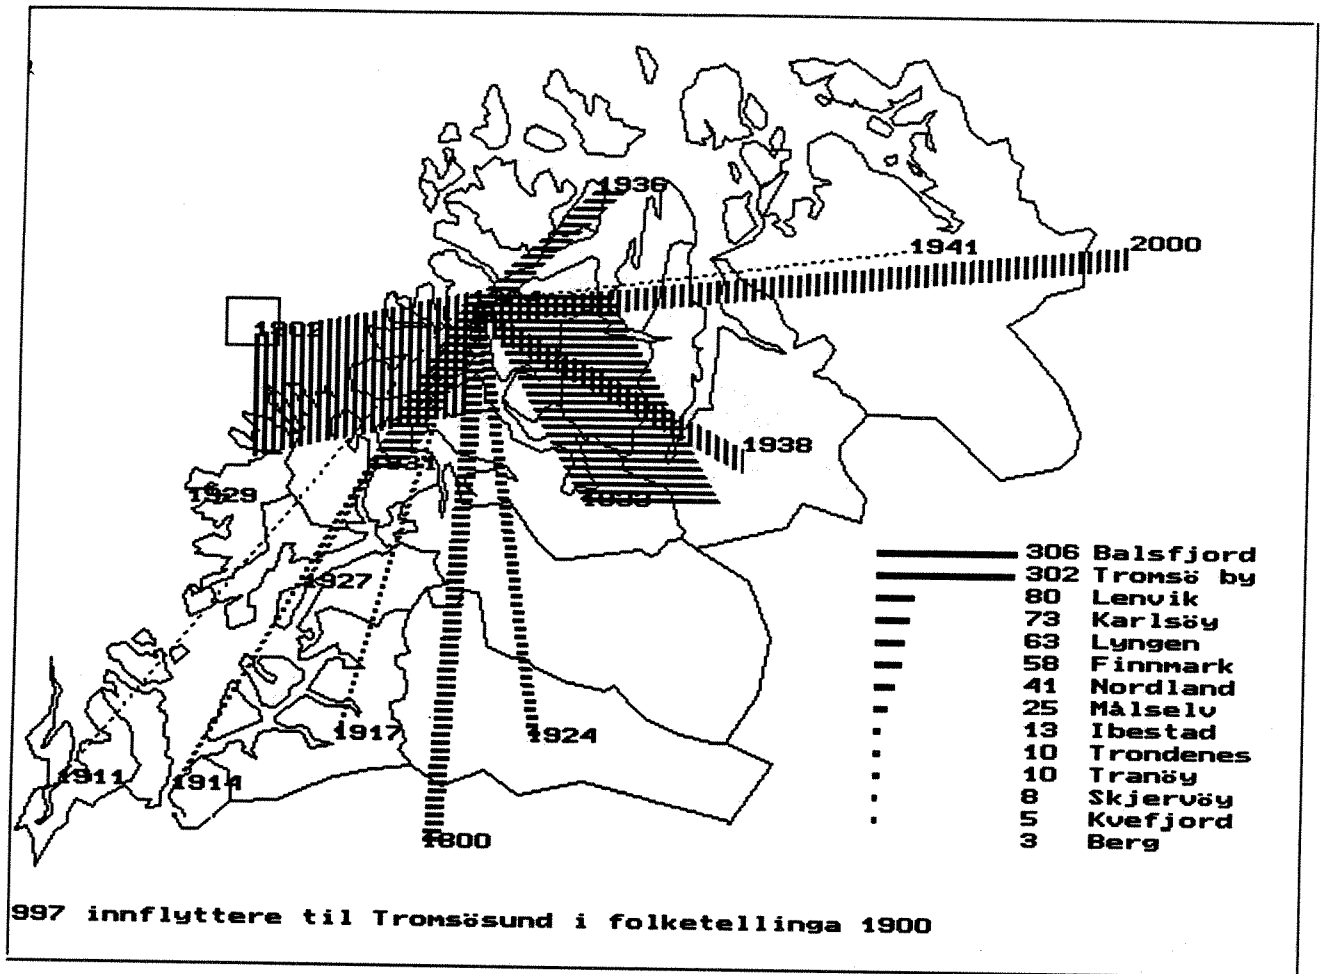 1936
1941
2000
1902
1938
1931
1933
1929
306 Balsfjord
302 Tromsö by
80 Lenvik
73 Karlsöy
63 Lyngen
58 Finnmark
41 Nordland
25 Målselv
13 Ibestad
10 Trondenes
10 Tranöy
8 Skjervöy
5 Kvefjord
3 Berg
1927
1917
1924
1911
1914
1800
997 innflyttere til Tromsösund i folketellinga 1900